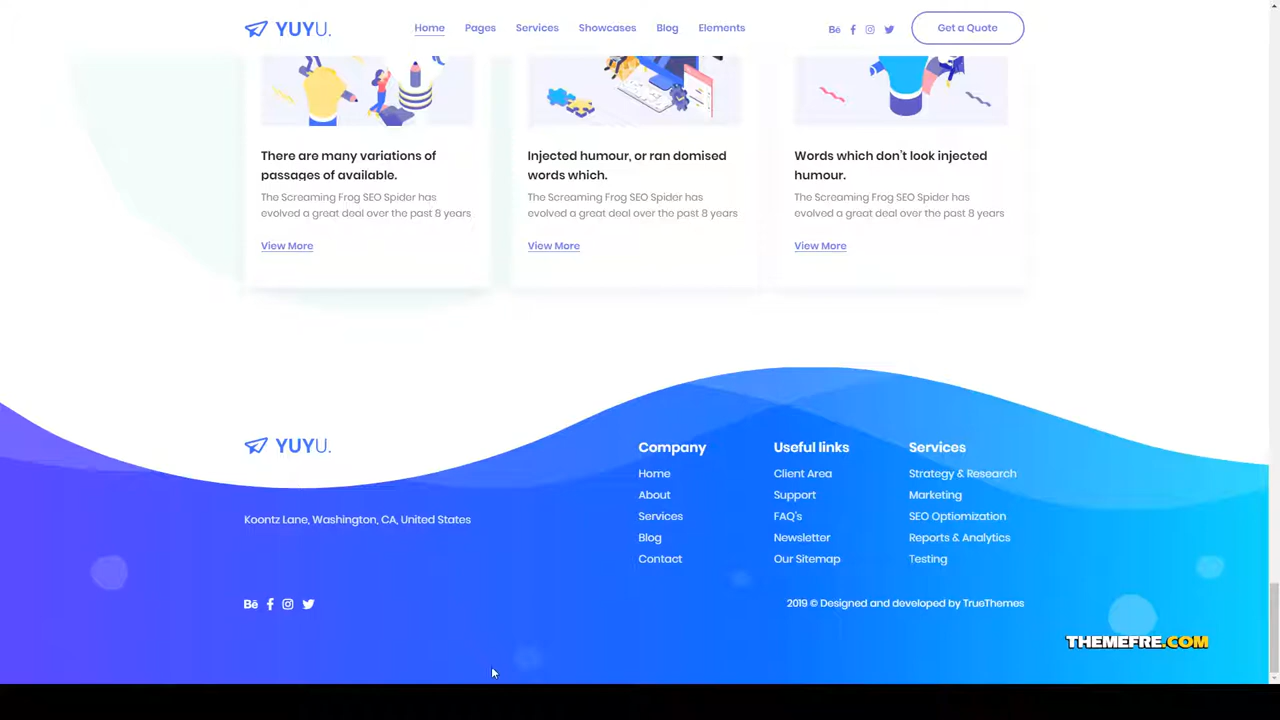 YUYU.
Home Pages Services Showcases Blog Elements
Bē
Get a Quote
There are many variations of
passages of available.
The Screaming Frog SEO Spider has
evolved a great deal over the past 8 years
View More
Injected humour, or ran domised
words which.
The Screaming Frog SEO Spider has
evolved a great deal over the past 8 years
View More
Words which don't look injected
humour.
The Screaming Frog SEO Spider has
evolved a great deal over the past 8 years
View More
YUYU.
Koontz Lane, Washington, CA, United States
Company
Home
About
Services
Blog
Contact
Useful links
Client Area
Support
FAQ's
Newsletter
Our Sitemap
Services
Strategy & Research
Marketing
SEO Optiomization
Reports & Analytics
Testing
Bē
2019 © Designed and developed by TrueThemes
THEMEFRE.COM